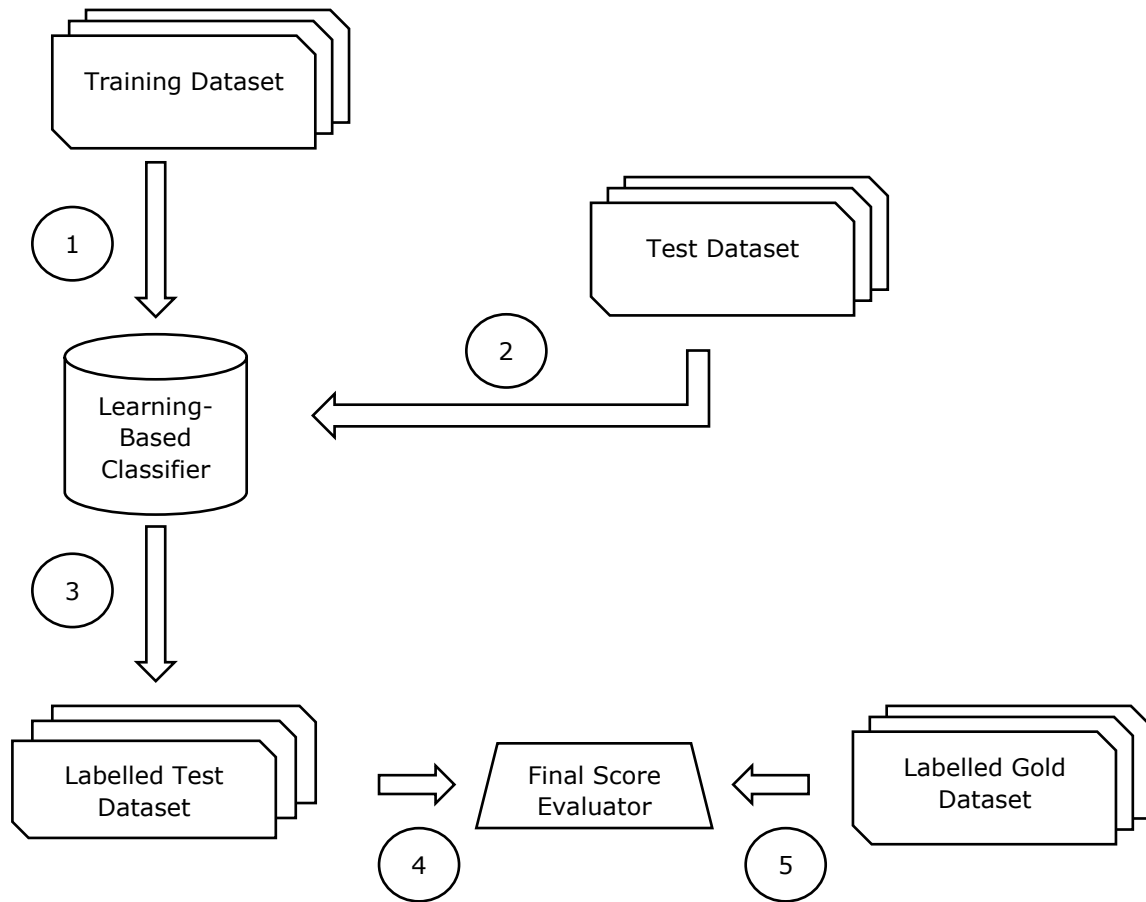 Training Dataset
1
Test Dataset
2
Learning-
Based
Classifier
3
Labelled Test
Dataset
Final Score
Evaluator
Labelled Gold
Dataset
4
5